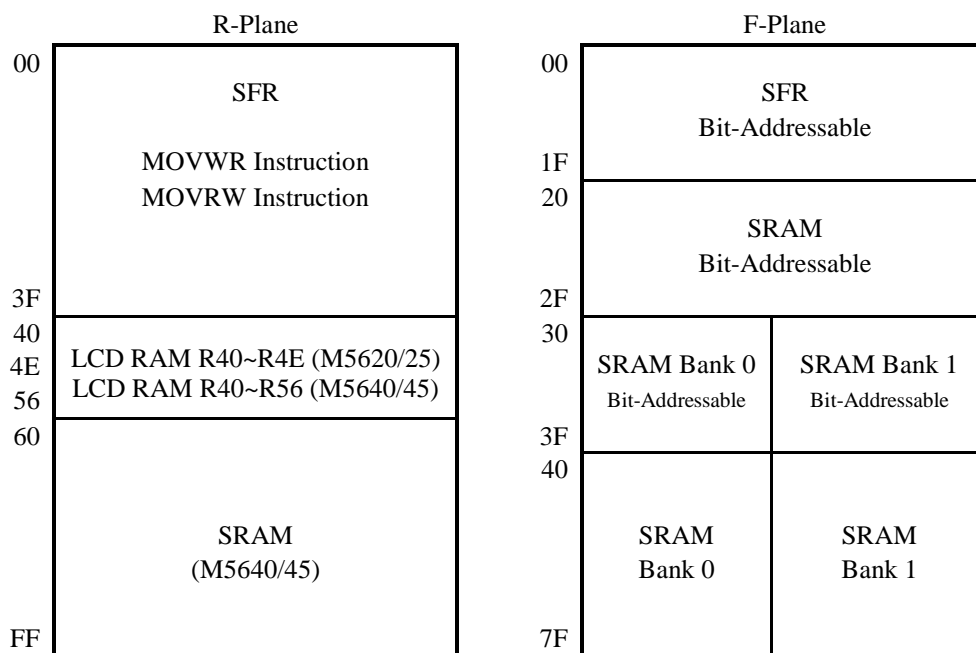 R-Plane
00
SFR
MOVWR Instruction
MOVRW Instruction
3F
40
4E
56
LCD RAM R40~R4E (M5620/25)
LCD RAM R40~R56 (M5640/45)
60
SRAM
(M5640/45)
FF
F-Plane
00
SFR
Bit-Addressable
1F
20
SRAM
Bit-Addressable
2F
30
SRAM Bank 0
Bit-Addressable
SRAM Bank 1
Bit-Addressable
3F
40
SRAM
Bank 0
SRAM
Bank 1
7F